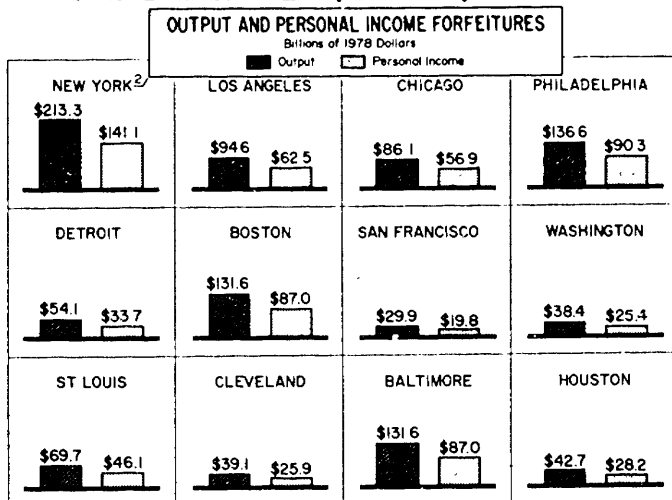 OUTPUT AND PERSONAL INCOME FORFEITURES
Billions of 1978 Dollars
Output Personal Income
NEW YORK 2/ LOS ANGELES CHICAGO PHILADELPHIA
$213.3 $141.1 $94.6 $62.5 $86.1 $56.9 $136.6 $90.3
DETROIT BOSTON SAN FRANCISCO WASHINGTON
$54.1 $33.7 $131.6 $87.0 $29.9 $19.8 $38.4 $25.4
ST LOUIS CLEVELAND BALTIMORE HOUSTON
$69.7 $46.1 $39.1 $25.9 $131.6 $87.0 $42.7 $28.2